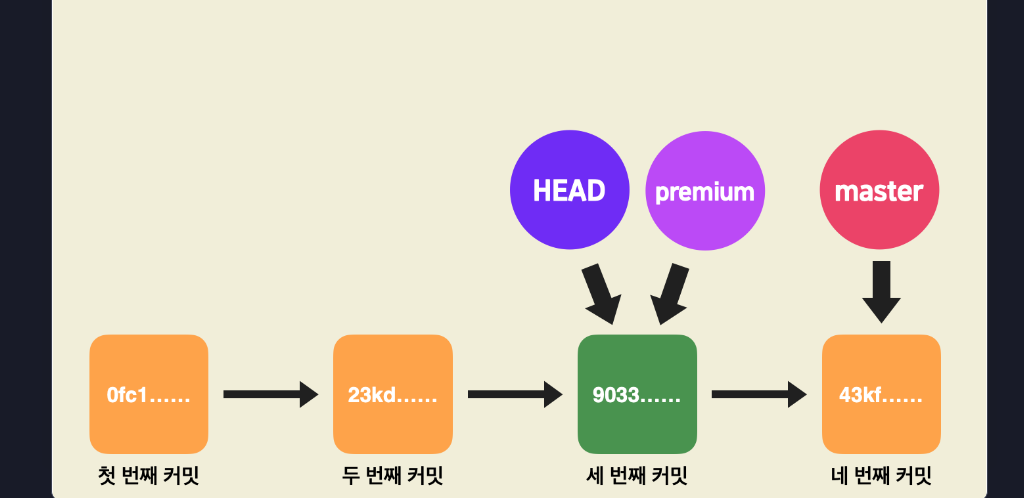 HEAD
premium
master
0fc1......
23kd......
9033......
43kf......
첫 번째 커밋
두 번째 커밋
세 번째 커밋
네 번째 커밋